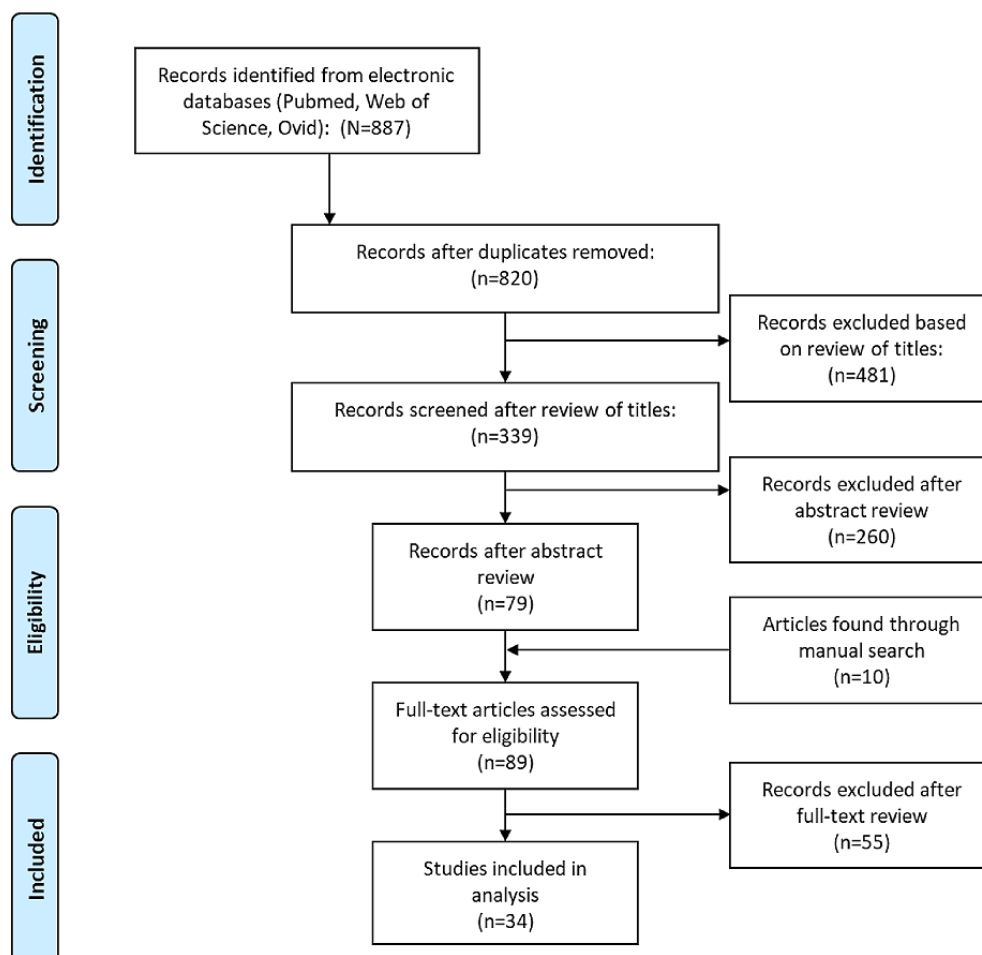 Identification
Records identified from electronic
databases (Pubmed, Web of
Science, Ovid):  (N=887)
Records after duplicates removed:
(n=820)
Screening
Records excluded based
on review of titles:
(n=481)
Records screened after review of titles:
(n=339)
Records excluded after
abstract review
(n=260)
Eligibility
Records after abstract
review
(n=79)
Articles found through
manual search
(n=10)
Full-text articles assessed
for eligibility
(n=89)
Included
Records excluded after
full-text review
(n=55)
Studies included in
analysis
(n=34)